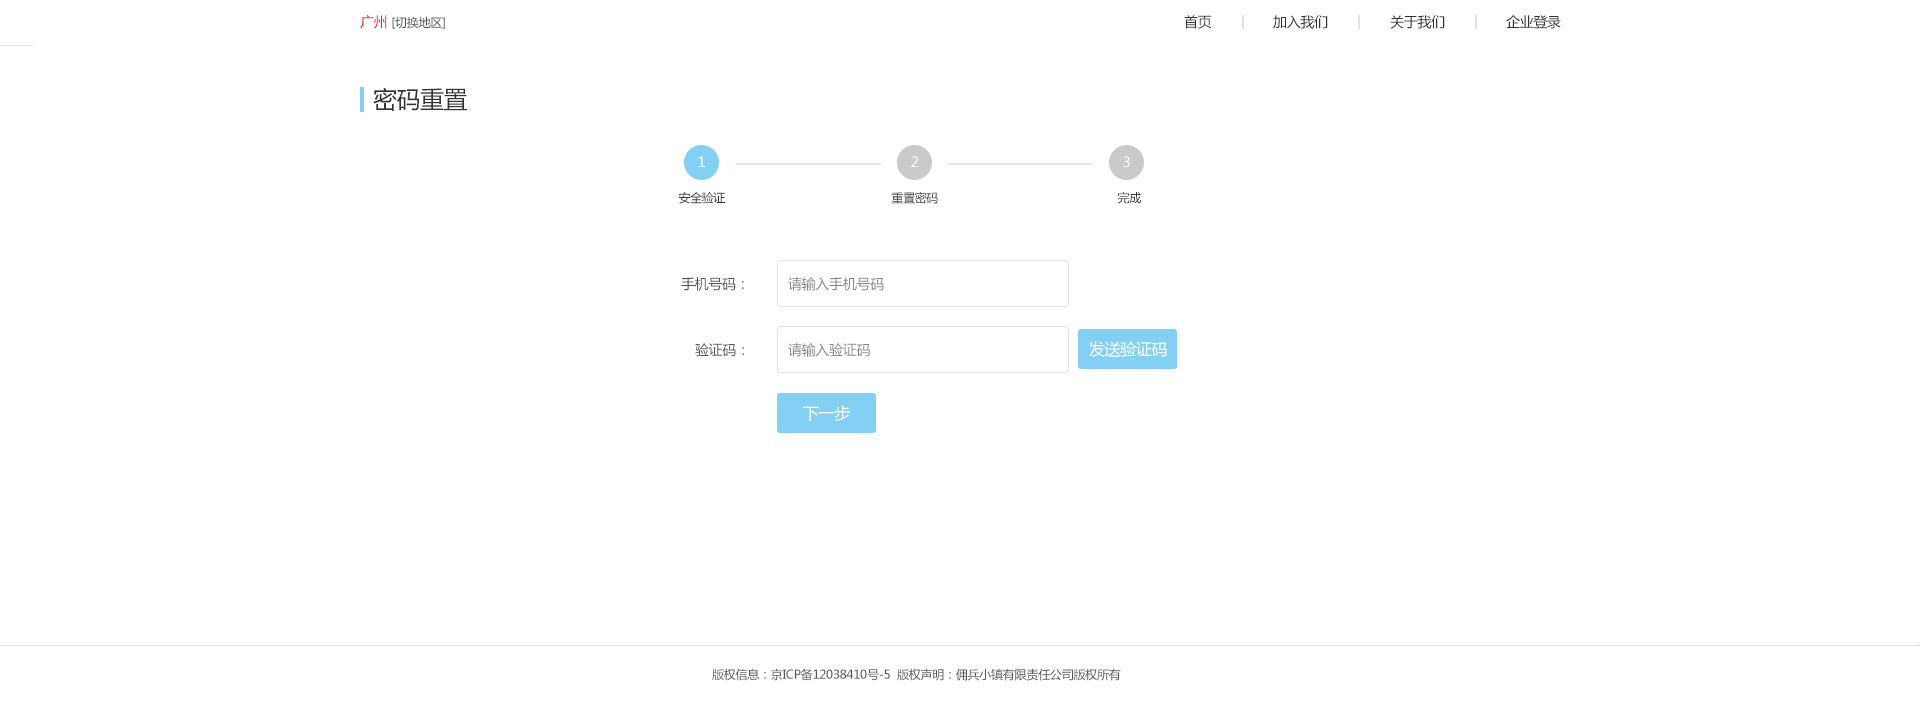 广州 [切换地区] 首页 | 加入我们 | 关于我们 | 企业登录
密码重置
1 2 3
安全验证 重置密码 完成
手机号码： 请输入手机号码
验证码： 请输入验证码 发送验证码
下一步
版权信息：京ICP备12038410号-5 版权声明：佣兵小镇有限责任公司版权所有